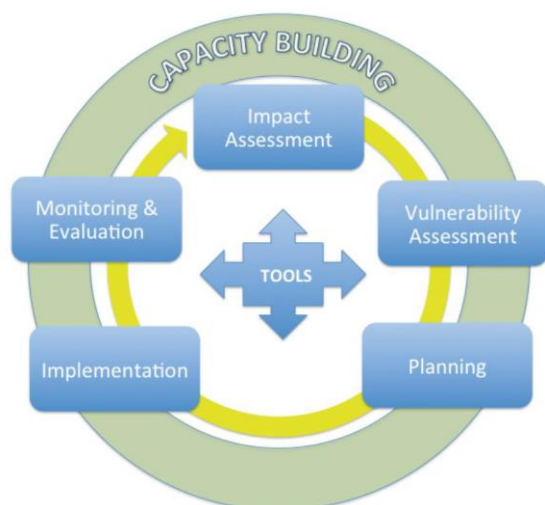 CAPACITY BUILDING
Impact
Assessment
Monitoring &
Evaluation
Vulnerability
Assessment
TOOLS
Implementation
Planning